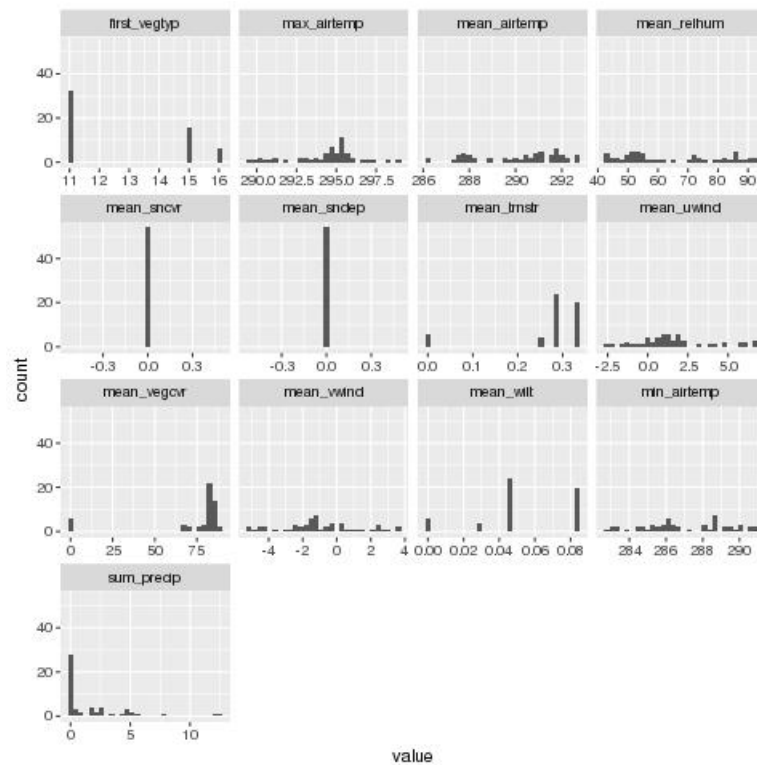 first_vegtyp max_airtemp mean_airtemp mean_relhum
40
20
0
11 12 13 14 15 16 290.0 292.5 295.0 297.5 286 288 290 292 40 50 60 70 80 90
mean_sncvr mean_sndep mean_trnstr mean_uwind
40
20
0
-0.3 0.0 0.3 -0.3 0.0 0.3 0.0 0.1 0.2 0.3 -2.5 0.0 2.5 5.0
count
mean_vegcvr mean_vwind mean_wilt min_airtemp
40
20
0
0 25 50 75 -4 -2 0 2 4 0.00 0.02 0.04 0.06 0.08 284 286 288 290
sum_precip
40
20
0
0 5 10
value